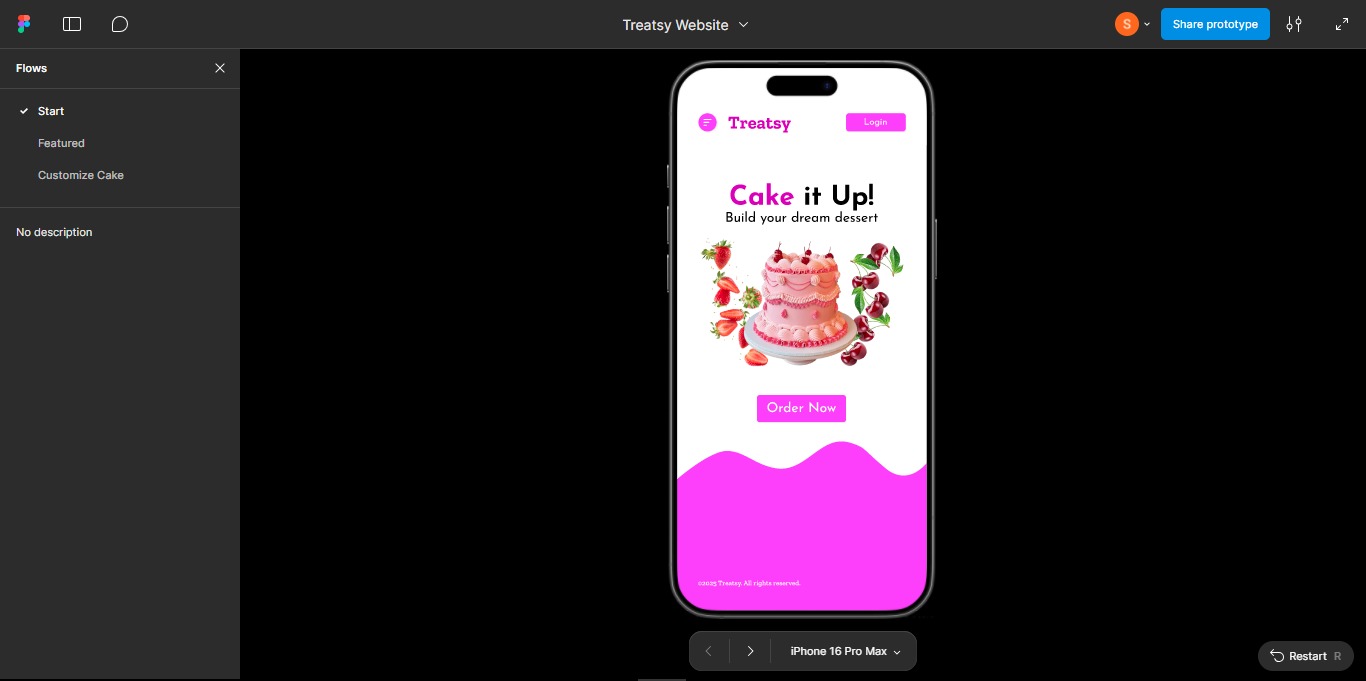 Treatsy Website
S
Share prototype
Flows
Start
Featured
Customize Cake
No description
Treatsy
Login
Cake it Up!
Build your dream dessert
Order Now
©2025 Treatsy. All rights reserved.
iPhone 16 Pro Max
Restart R